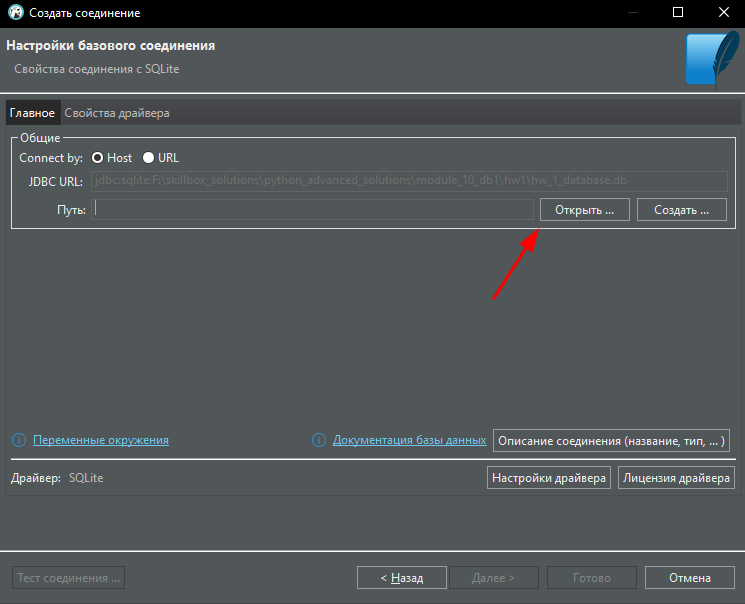 Создать соединение
Настройки базового соединения
Свойства соединения с SQLite
Главное Свойства драйвера
Общие
Connect by: Host URL
JDBC URL: jdbc:sqlite:F:\skillbox_solutions\python_advanced_solutions\module_10_db1\hw1\hw_1_database.db
Путь: Открыть ... Создать ...
Переменные окружения Документация базы данных Описание соединения (название, тип, ... )
Драйвер: SQLite Настройки драйвера Лицензия драйвера
Тест соединения ... < Назад Далее > Готово Отмена